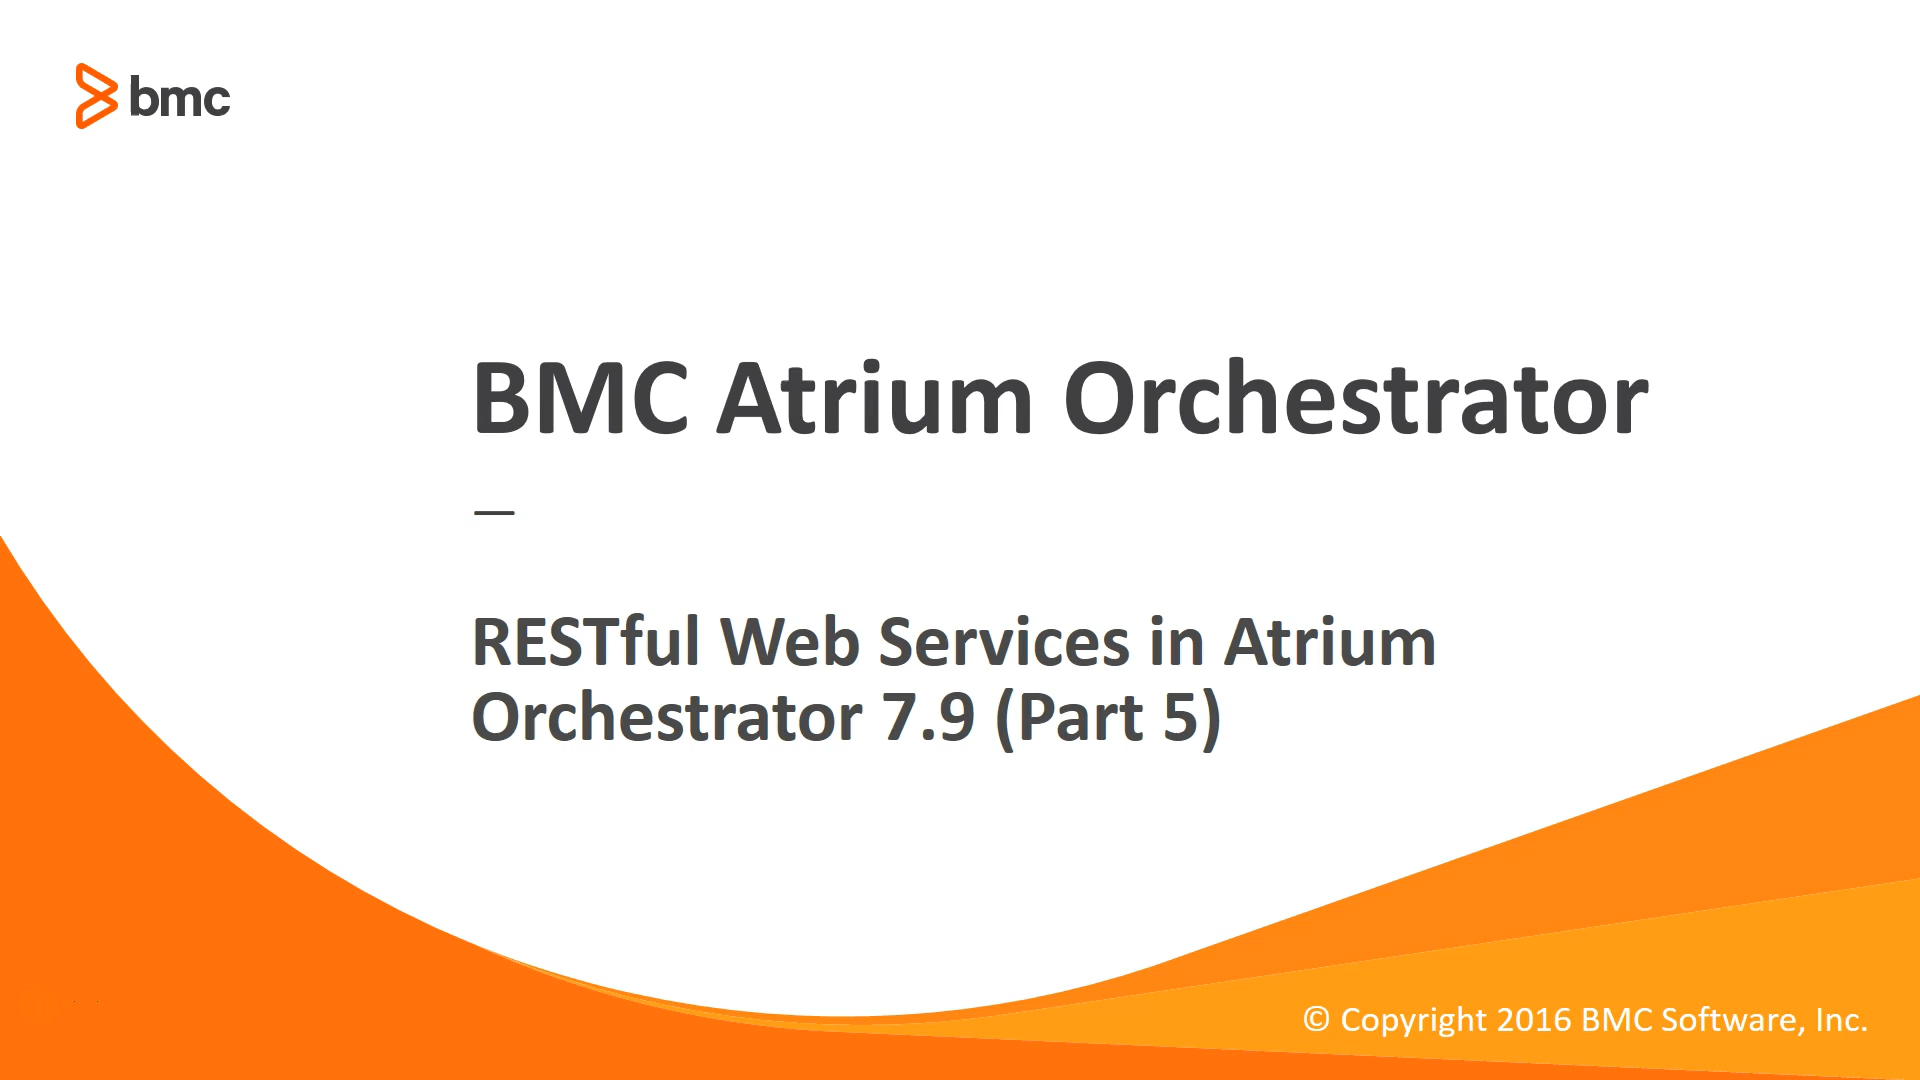 bmc
BMC Atrium Orchestrator
RESTful Web Services in Atrium
Orchestrator 7.9 (Part 5)
© Copyright 2016 BMC Software, Inc.